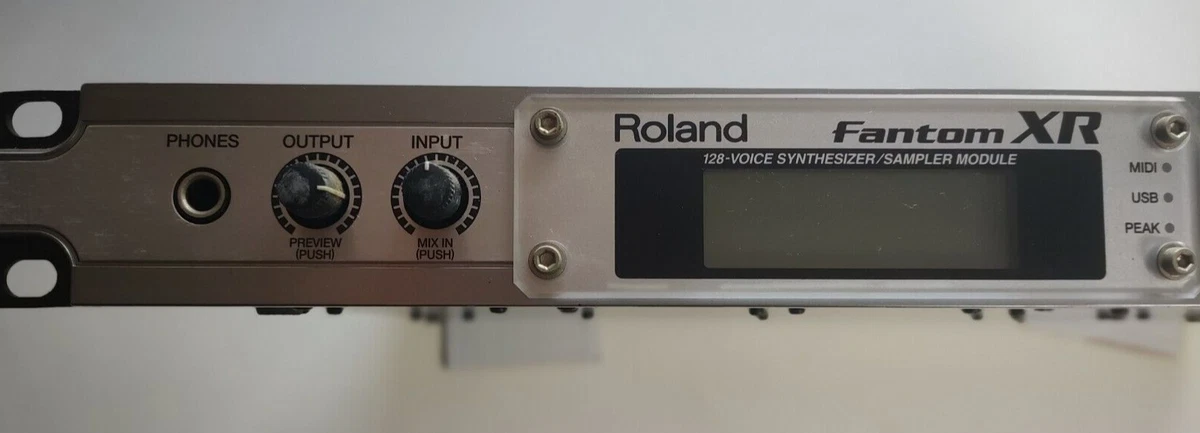 PHONES
OUTPUT
PREVIEW
(PUSH)
INPUT
MIX IN
(PUSH)
Roland
Fantom XR
128-VOICE SYNTHESIZER/SAMPLER MODULE
MIDI
USB
PEAK